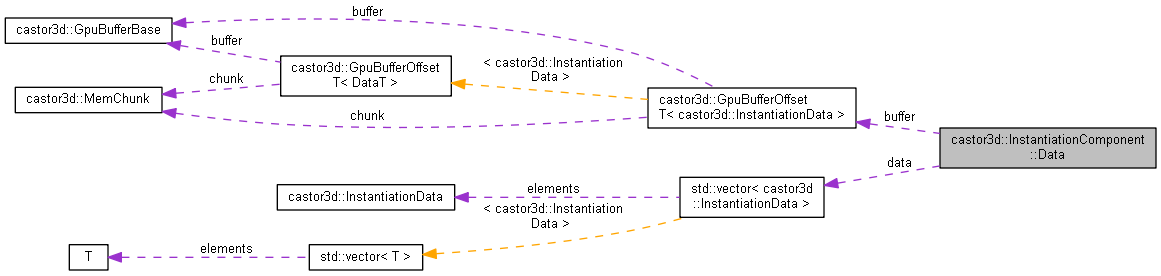 buffer
castor3d::GpuBufferBase
buffer
castor3d::GpuBufferOffset
T< DataT >
< castor3d::Instantiation
Data >
chunk
castor3d::MemChunk
castor3d::GpuBufferOffset
T< castor3d::InstantiationData >
chunk
buffer
castor3d::InstantiationComponent
::Data
data
castor3d::InstantiationData
elements
std::vector< castor3d
::InstantiationData >
< castor3d::Instantiation
Data >
T
elements
std::vector< T >